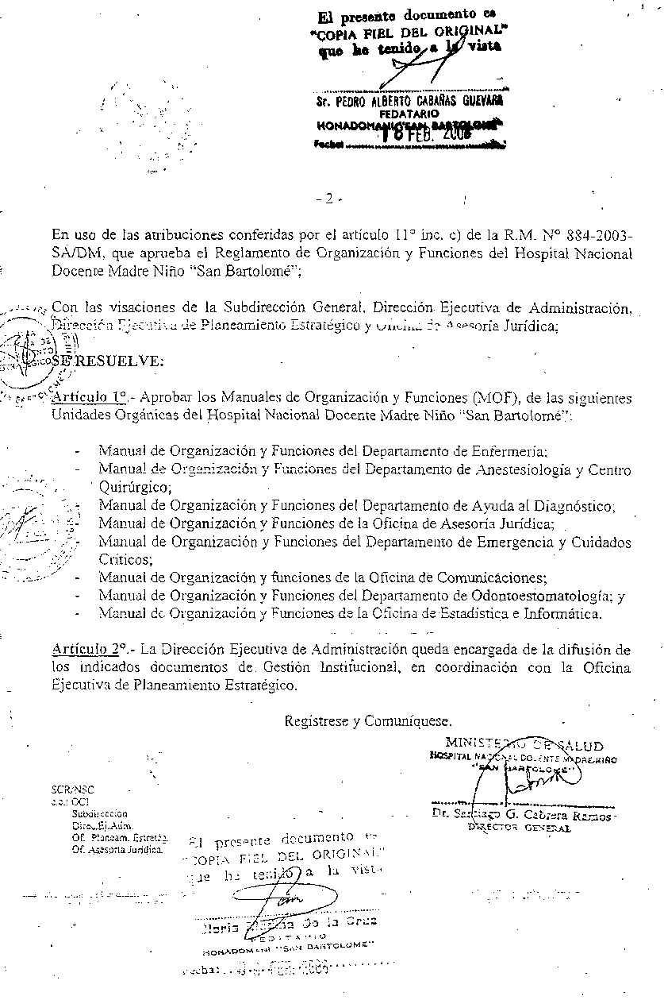 El presente documento es
"COPIA FIEL DEL ORIGINAL"
que he tenido a la vista
Sr. PEDRO ALBERTO CABAÑAS GUEVARA
FEDATARIO
HONADOMANI "SAN BARTOLOME"
Fecha: FEB.
- 2 -
En uso de las atribuciones conferidas por el artículo 11° inc. c) de la R.M. N° 884-2003-
SA/DM, que aprueba el Reglamento de Organización y Funciones del Hospital Nacional
Docente Madre Niño "San Bartolomé";
Con las visaciones de la Subdirección General, Dirección Ejecutiva de Administración,
Dirección Ejecutiva de Planeamiento Estratégico y Oficina de Asesoría Jurídica;
SE RESUELVE:
Artículo 1°.- Aprobar los Manuales de Organización y Funciones (MOF), de las siguientes
Unidades Orgánicas del Hospital Nacional Docente Madre Niño "San Bartolomé":
- Manual de Organización y Funciones del Departamento de Enfermería;
- Manual de Organización y Funciones del Departamento de Anestesiología y Centro
Quirúrgico;
- Manual de Organización y Funciones del Departamento de Ayuda al Diagnóstico;
- Manual de Organización y Funciones de la Oficina de Asesoría Jurídica;
- Manual de Organización y Funciones del Departamento de Emergencia y Cuidados
Críticos;
- Manual de Organización y funciones de la Oficina de Comunicaciones;
- Manual de Organización y Funciones del Departamento de Odontoestomatología; y
- Manual de Organización y Funciones de la Oficina de Estadística e Informática.
Artículo 2°.- La Dirección Ejecutiva de Administración queda encargada de la difusión de
los indicados documentos de Gestión Institucional, en coordinación con la Oficina
Ejecutiva de Planeamiento Estratégico.
Regístrese y Comuníquese.
MINISTERIO DE SALUD
HOSPITAL NACIONAL DOCENTE MADRE NIÑO
"SAN BARTOLOME"
Dr. Santiago G. Cabrera Ramos
DIRECTOR GENERAL
SCR/NSC
c.c.: OCI
Subdirección
Direc.Ej.Adm.
Of. Planeam. Estratég.
Of. Asesoría Jurídica.
El presente documento es
"COPIA FIEL DEL ORIGINAL"
que he tenido a la vista
De la Cruz
FEDATARIO
HONADOMANI "SAN BARTOLOME"
Fecha: